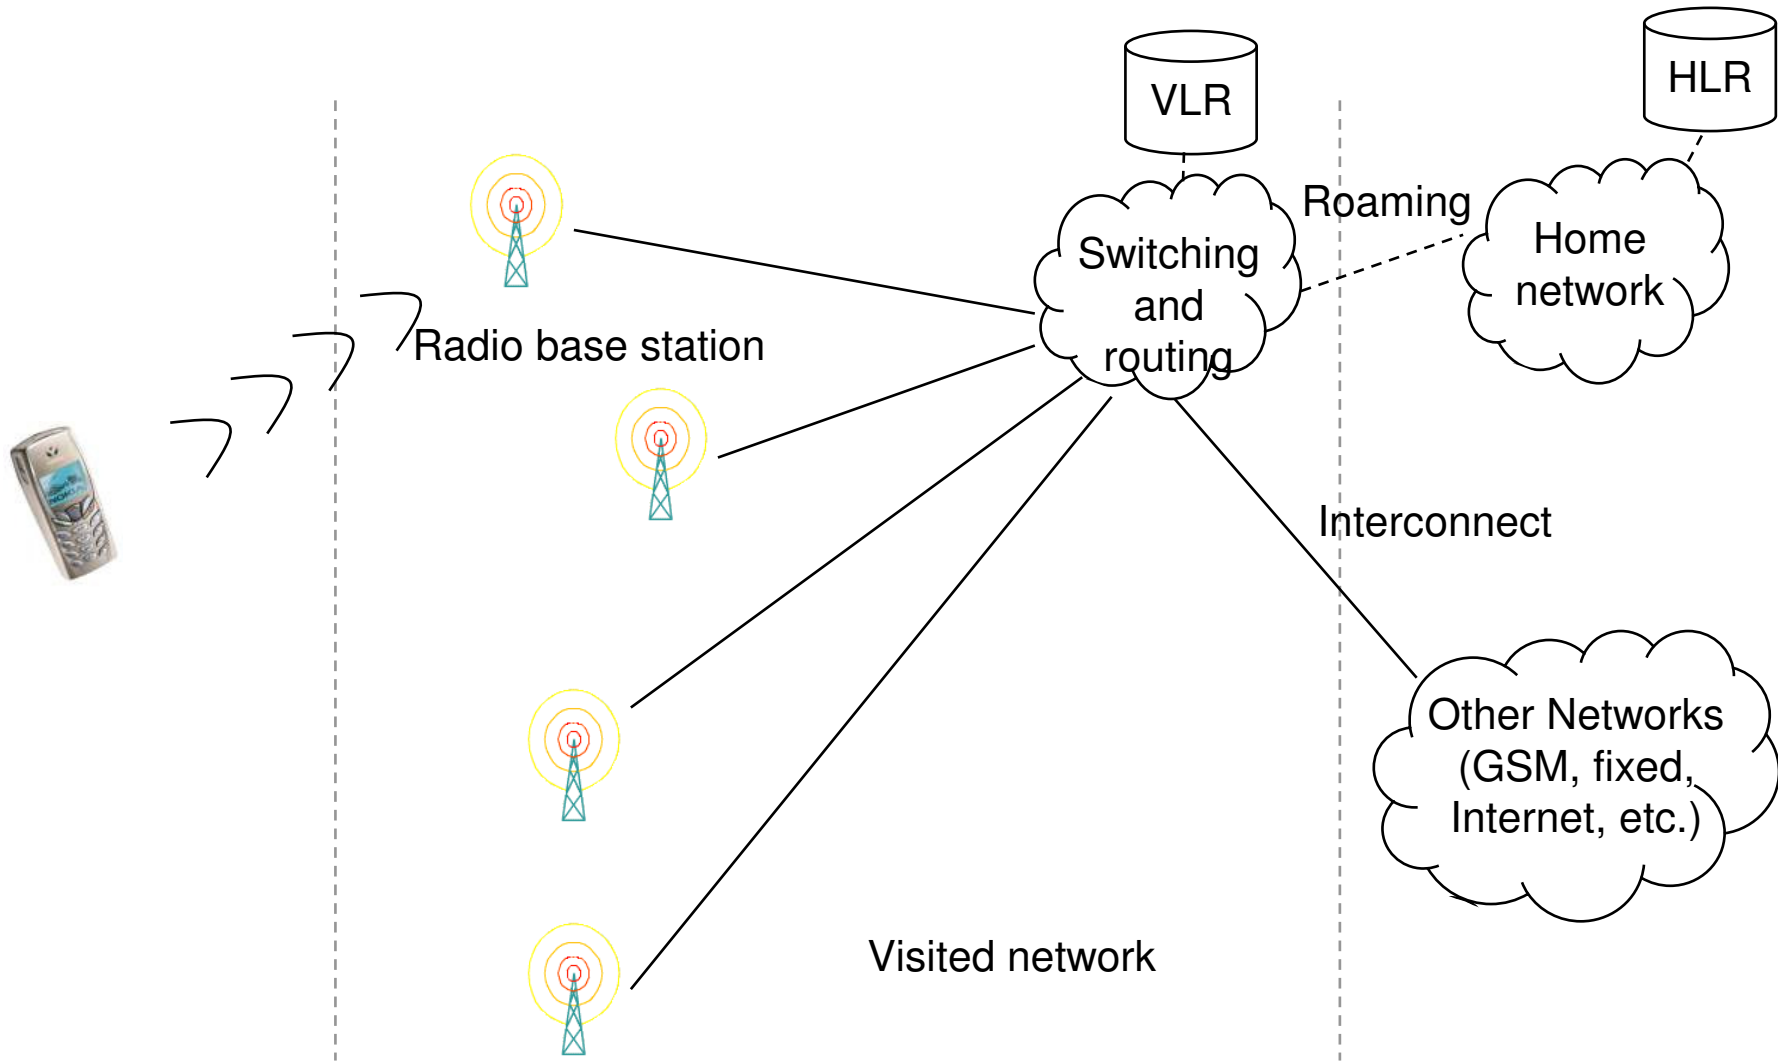 VLR
HLR
Roaming
Switching
and
routing
Home
network
Radio base station
NOKIA
Interconnect
Other Networks
(GSM, fixed,
Internet, etc.)
Visited network